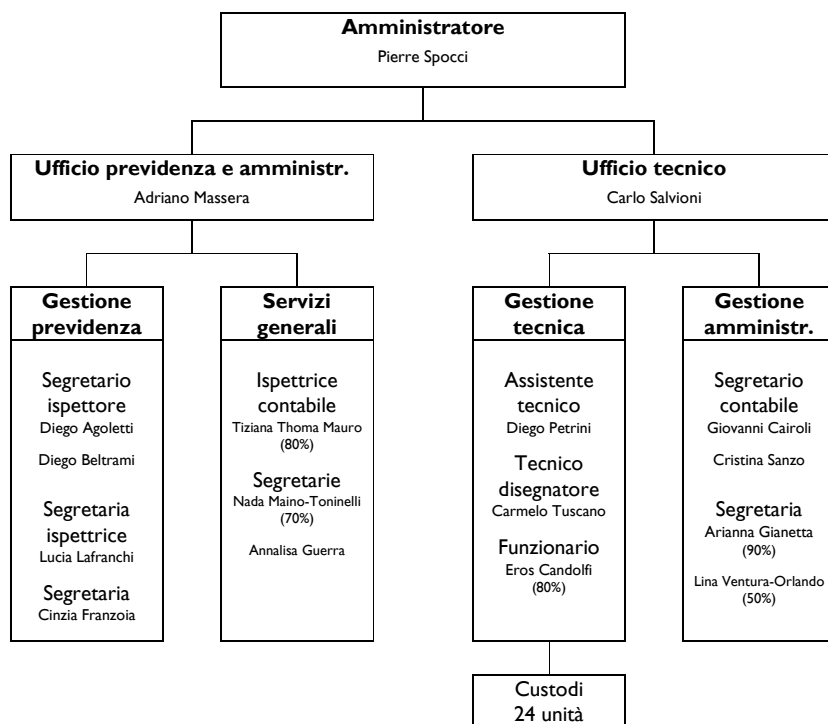 Amministratore
Pierre Spocci
Ufficio previdenza e amministr.
Adriano Massera
Ufficio tecnico
Carlo Salvioni
Gestione
previdenza
Segretario
ispettore
Diego Agoletti
Diego Beltrami
Segretaria
ispettrice
Lucia Lafranchi
Segretaria
Cinzia Franzoia
Servizi
generali
Ispettrice
contabile
Tiziana Thoma Mauro
(80%)
Segretarie
Nada Maino-Toninelli
(70%)
Annalisa Guerra
Gestione
tecnica
Assistente
tecnico
Diego Petrini
Tecnico
disegnatore
Carmelo Tuscano
Funzionario
Eros Candolfi
(80%)
Custodi
24 unità
Gestione
amministr.
Segretario
contabile
Giovanni Cairoli
Cristina Sanzo
Segretaria
Arianna Gianetta
(90%)
Lina Ventura-Orlando
(50%)